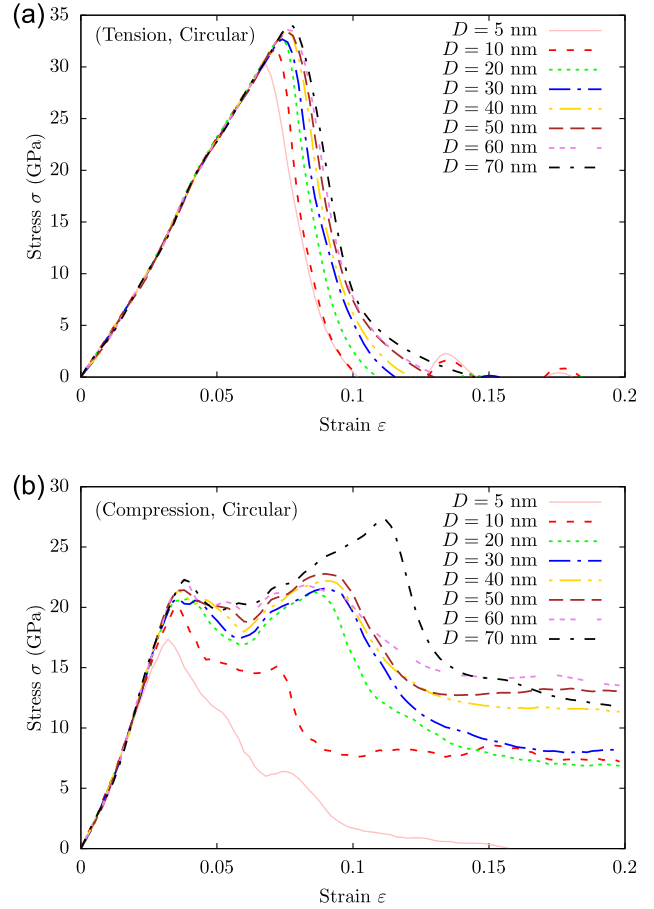 (a)
(Tension, Circular)
D = 5 nm
D = 10 nm
D = 20 nm
D = 30 nm
D = 40 nm
D = 50 nm
D = 60 nm
D = 70 nm
35
30
25
20
15
10
5
0
Stress σ (GPa)
0
0.05
0.1
0.15
0.2
Strain ε
(b)
(Compression, Circular)
D = 5 nm
D = 10 nm
D = 20 nm
D = 30 nm
D = 40 nm
D = 50 nm
D = 60 nm
D = 70 nm
30
25
20
15
10
5
0
Stress σ (GPa)
0
0.05
0.1
0.15
0.2
Strain ε